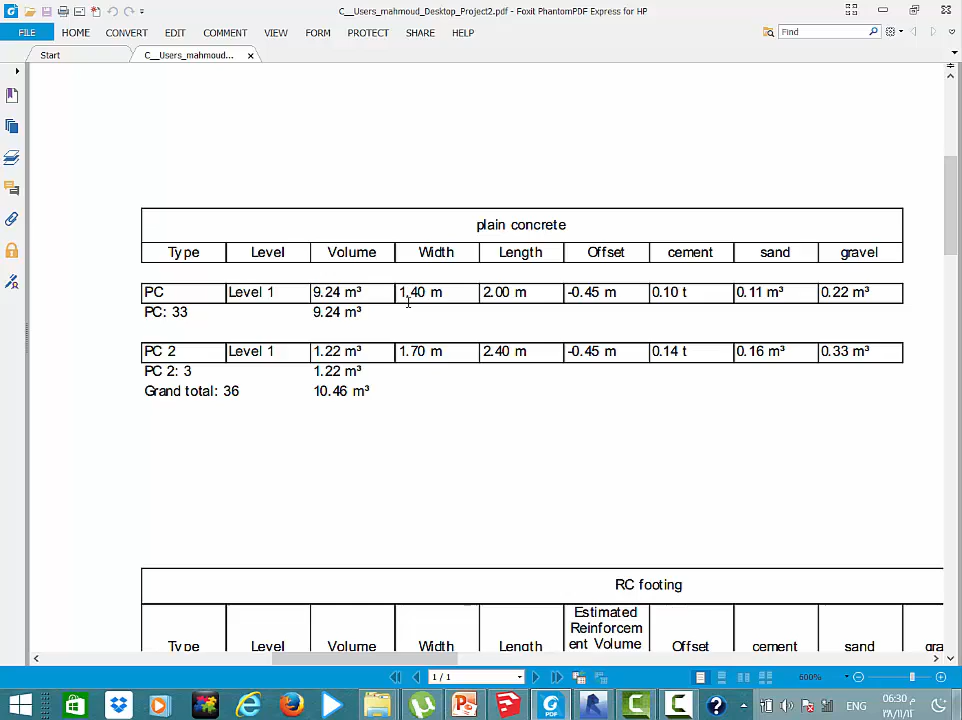 C__Users_mahmoud_Desktop_Project2.pdf - Foxit PhantomPDF Express for HP
FILE HOME CONVERT EDIT COMMENT VIEW FORM PROTECT SHARE HELP Find
Start C__Users_mahmoud...
plain concrete
Type Level Volume Width Length Offset cement sand gravel
PC Level 1 9.24 m³ 1.40 m 2.00 m -0.45 m 0.10 t 0.11 m³ 0.22 m³
PC: 33 9.24 m³
PC 2 Level 1 1.22 m³ 1.70 m 2.40 m -0.45 m 0.14 t 0.16 m³ 0.33 m³
PC 2: 3 1.22 m³
Grand total: 36 10.46 m³
RC footing
Type Level Volume Width Length Estimated Reinforcem ent Volume Offset cement sand gra
1 / 1 600%
ENG 06:30 م